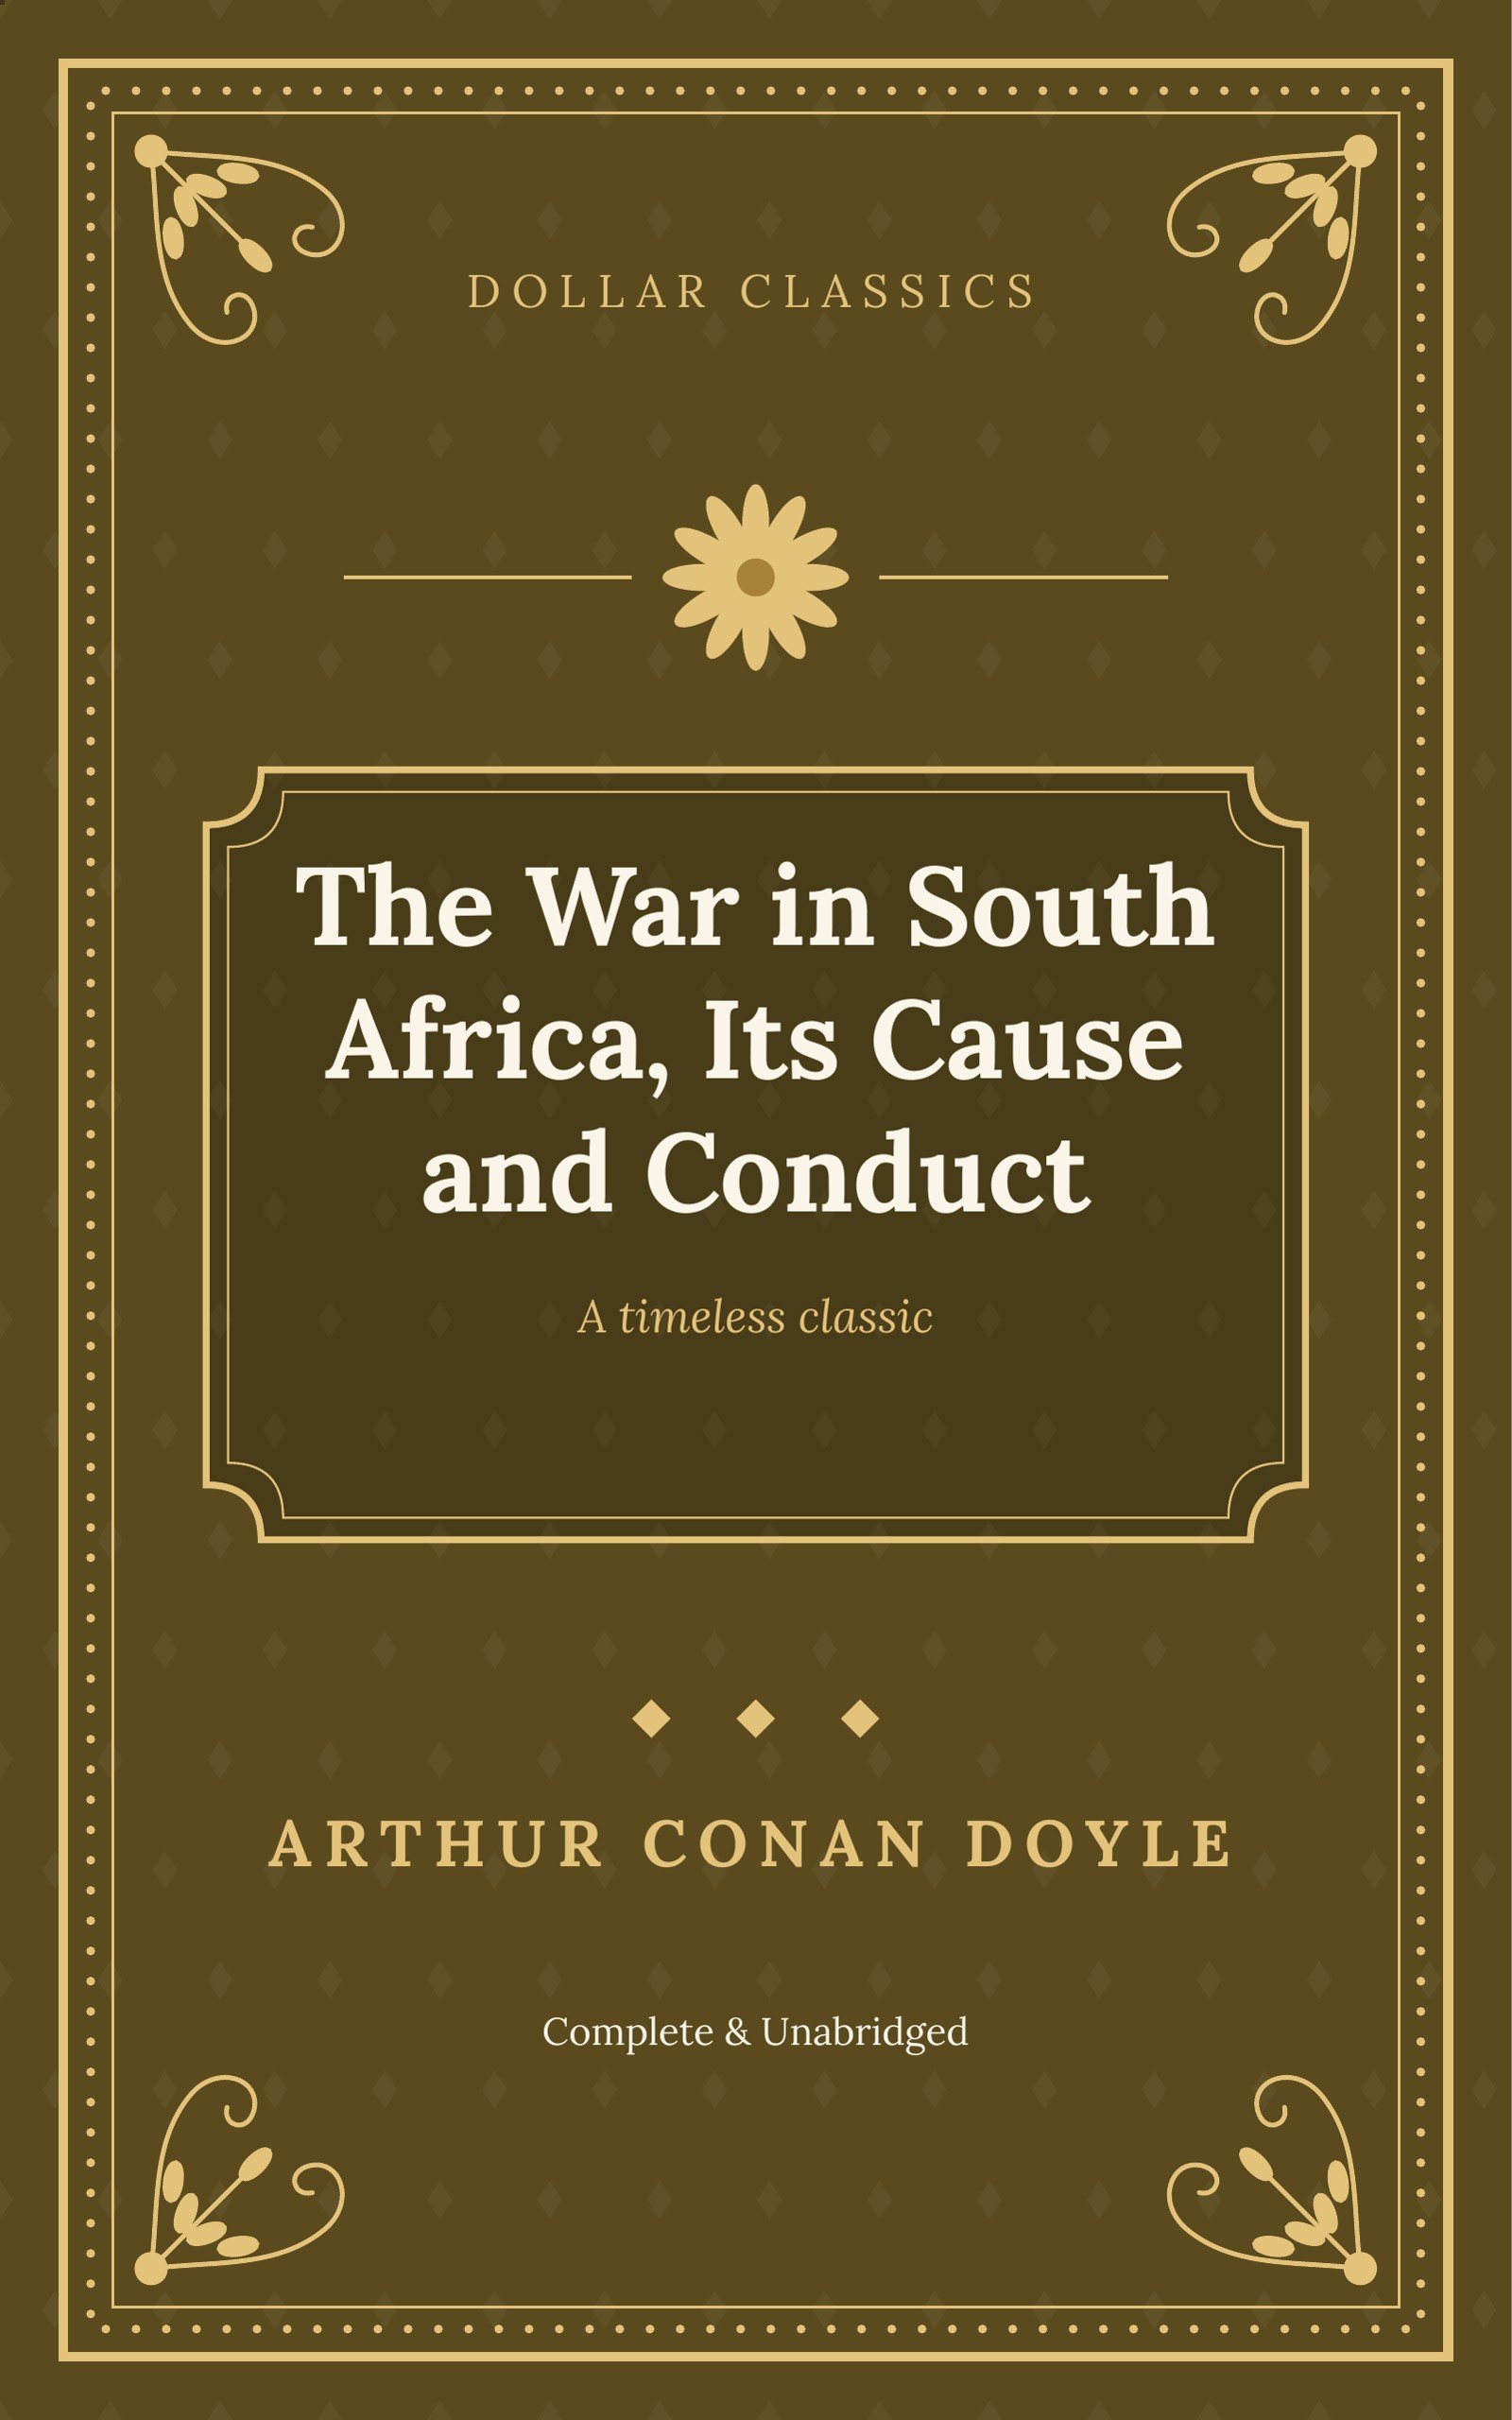 DOLLAR CLASSICS
The War in South
Africa, Its Cause
and Conduct
A timeless classic
ARTHUR CONAN DOYLE
Complete & Unabridged